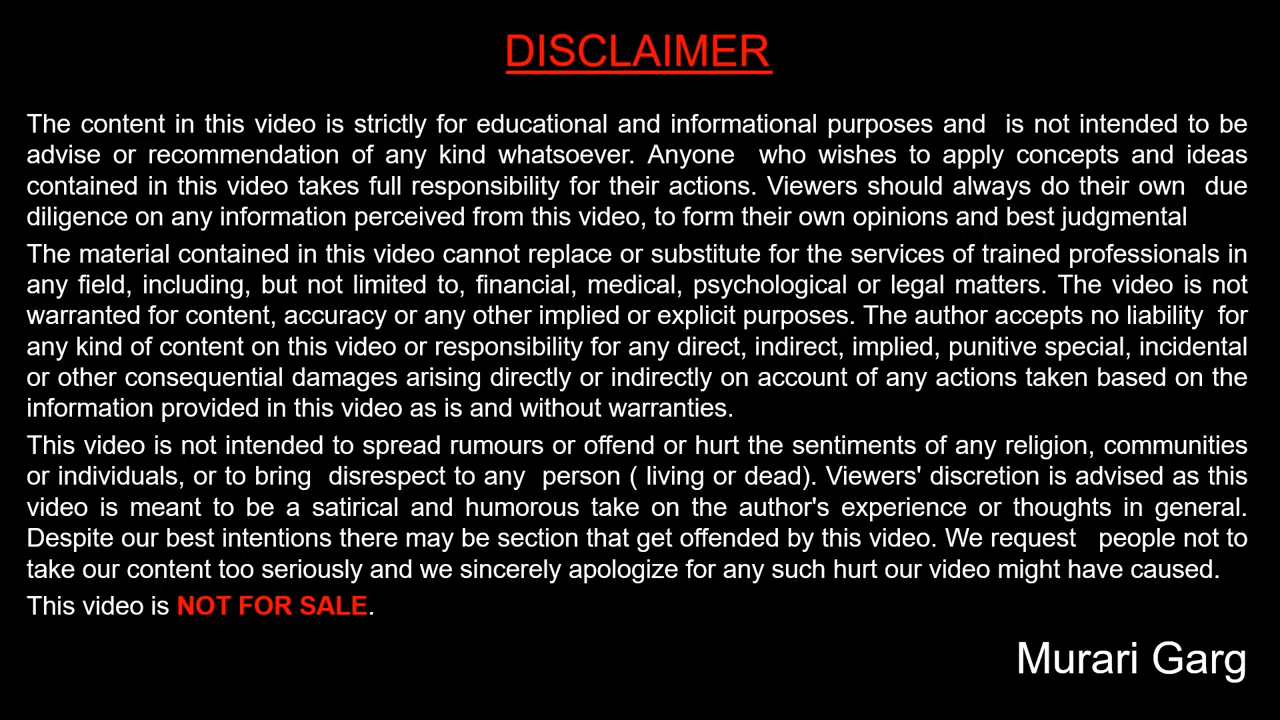 DISCLAIMER
The content in this video is strictly for educational and informational purposes and is not intended to be
advise or recommendation of any kind whatsoever. Anyone who wishes to apply concepts and ideas
contained in this video takes full responsibility for their actions. Viewers should always do their own due
diligence on any information perceived from this video, to form their own opinions and best judgmental
The material contained in this video cannot replace or substitute for the services of trained professionals in
any field, including, but not limited to, financial, medical, psychological or legal matters. The video is not
warranted for content, accuracy or any other implied or explicit purposes. The author accepts no liability for
any kind of content on this video or responsibility for any direct, indirect, implied, punitive special, incidental
or other consequential damages arising directly or indirectly on account of any actions taken based on the
information provided in this video as is and without warranties.
This video is not intended to spread rumours or offend or hurt the sentiments of any religion, communities
or individuals, or to bring disrespect to any person ( living or dead). Viewers' discretion is advised as this
video is meant to be a satirical and humorous take on the author's experience or thoughts in general.
Despite our best intentions there may be section that get offended by this video. We request people not to
take our content too seriously and we sincerely apologize for any such hurt our video might have caused.
This video is NOT FOR SALE.
Murari Garg